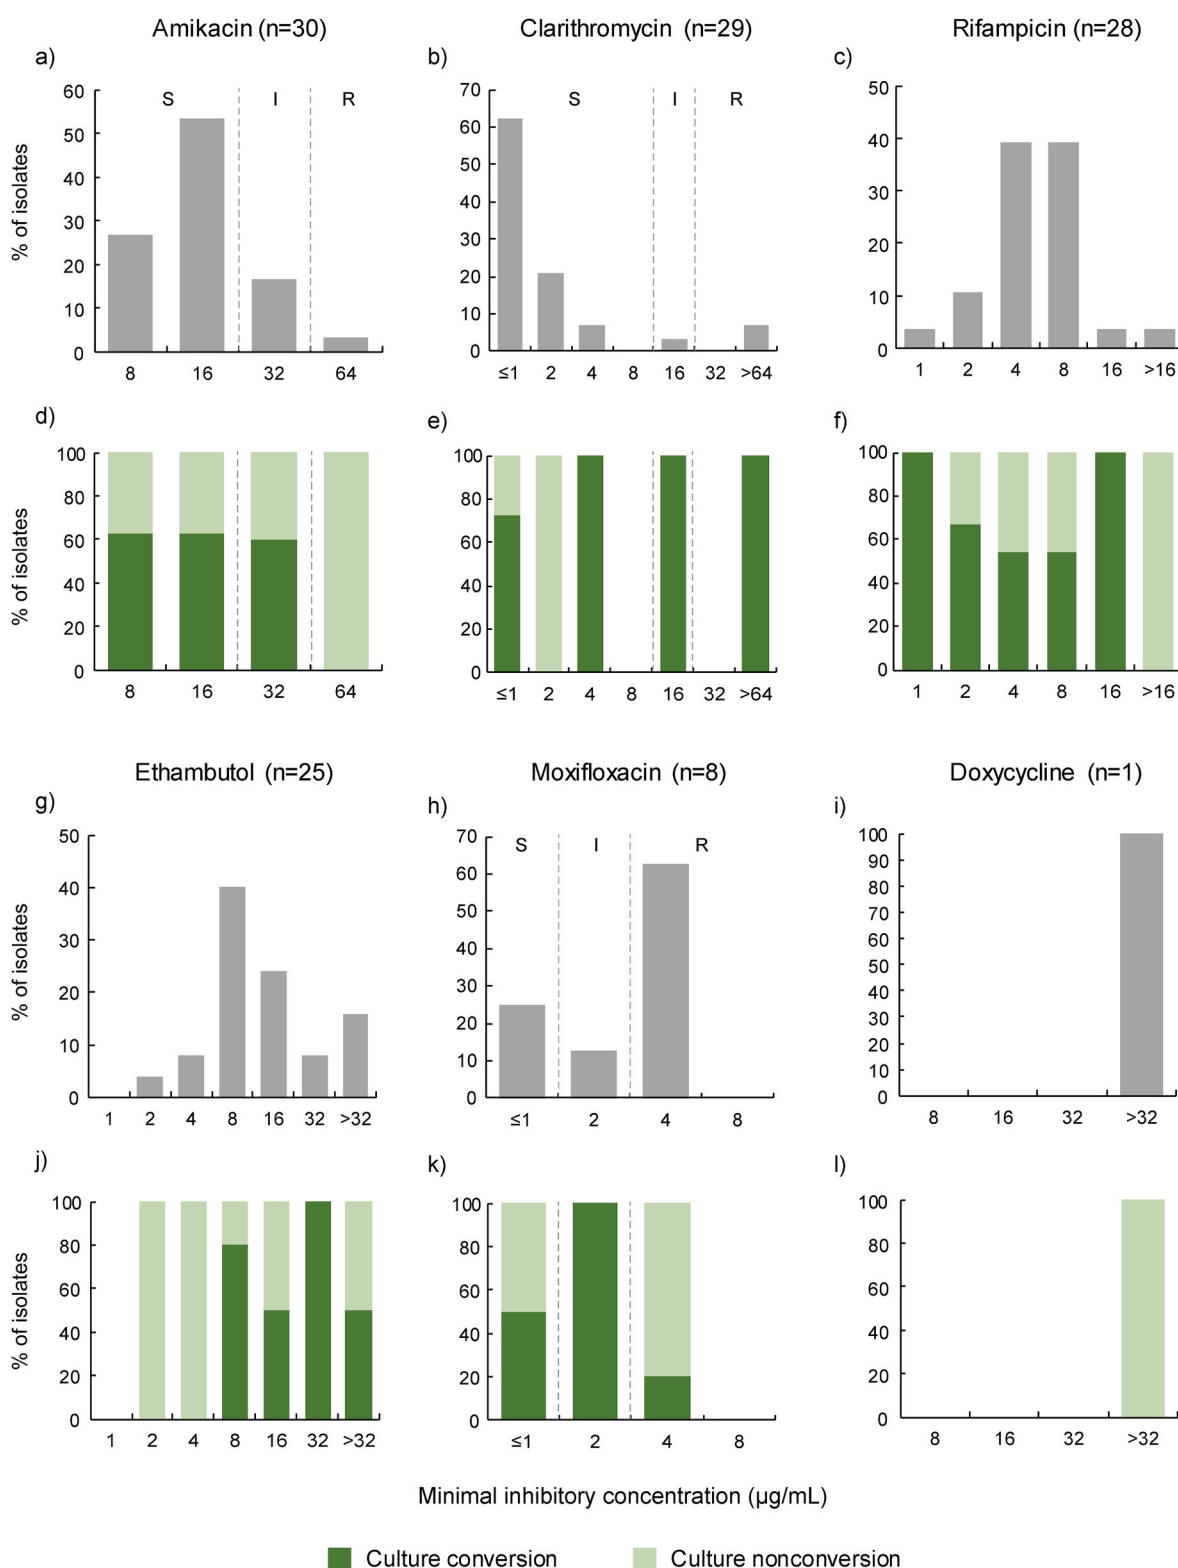 Amikacin (n=30)
Clarithromycin (n=29)
Rifampicin (n=28)
a)
b)
c)
% of isolates
60
50
40
30
20
10
0
S
I
R
8 16 32 64
70
60
50
40
30
20
10
0
S
I
R
≤1 2 4 8 16 32 >64
50
40
30
20
10
0
1 2 4 8 16 >16
d)
e)
f)
% of isolates
100
80
60
40
20
0
8 16 32 64
100
80
60
40
20
0
≤1 2 4 8 16 32 >64
100
80
60
40
20
0
1 2 4 8 16 >16
Ethambutol (n=25)
Moxifloxacin (n=8)
Doxycycline (n=1)
g)
h)
i)
% of isolates
50
40
30
20
10
0
1 2 4 8 16 32 >32
70
60
50
40
30
20
10
0
S
I
R
≤1 2 4 8
100
90
80
70
60
50
40
30
20
10
0
8 16 32 >32
j)
k)
l)
% of isolates
100
80
60
40
20
0
1 2 4 8 16 32 >32
100
80
60
40
20
0
≤1 2 4 8
100
80
60
40
20
0
8 16 32 >32
Minimal inhibitory concentration (µg/mL)
Culture conversion
Culture nonconversion